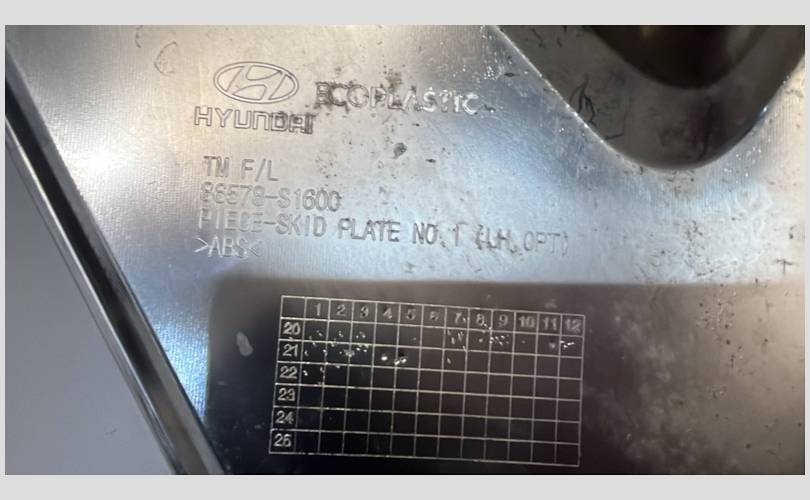 HYUNDAI ECOPLASTIC
TM F/L
86578-S1600
PIECE-SKID PLATE NO.1 (LH,OPT)
>ABS<
1 2 3 4 5 6 7 8 9 10 11 12
20
21
22
23
24
25